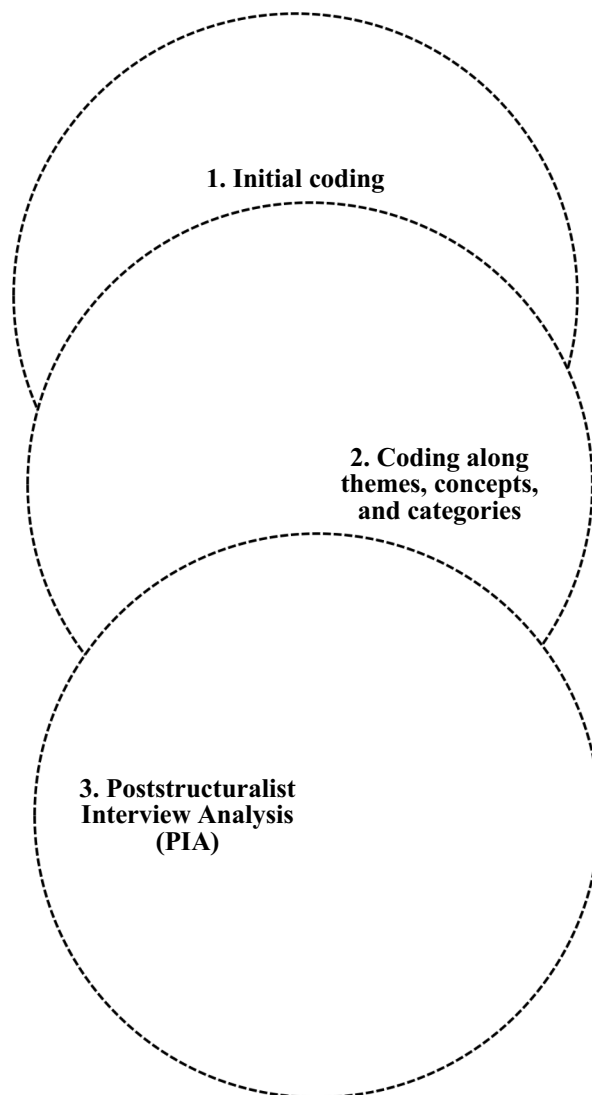 1. Initial coding
2. Coding along
themes, concepts,
and categories
3. Poststructuralist
Interview Analysis
(PIA)